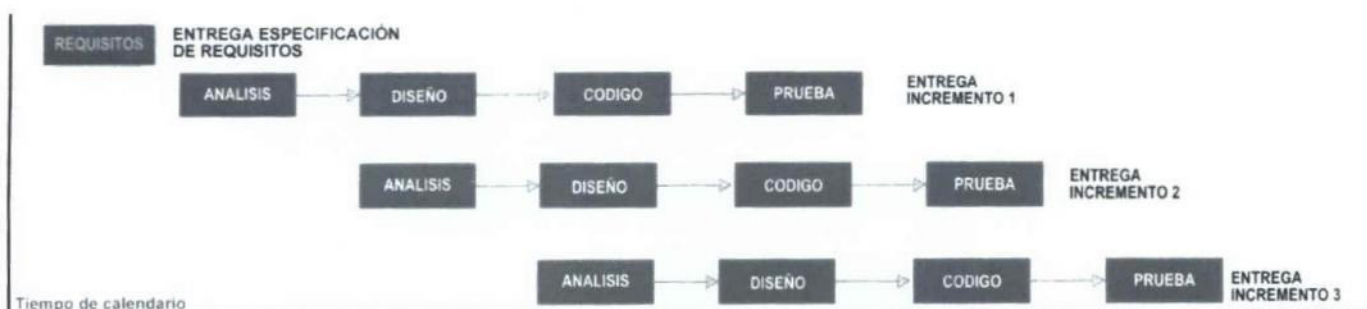 REQUISITOS
ENTREGA ESPECIFICACIÓN
DE REQUISITOS
ANALISIS
DISEÑO
CODIGO
PRUEBA
ENTREGA
INCREMENTO 1
ANALISIS
DISEÑO
CODIGO
PRUEBA
ENTREGA
INCREMENTO 2
ANALISIS
DISEÑO
CODIGO
PRUEBA
ENTREGA
INCREMENTO 3
Tiempo de calendario